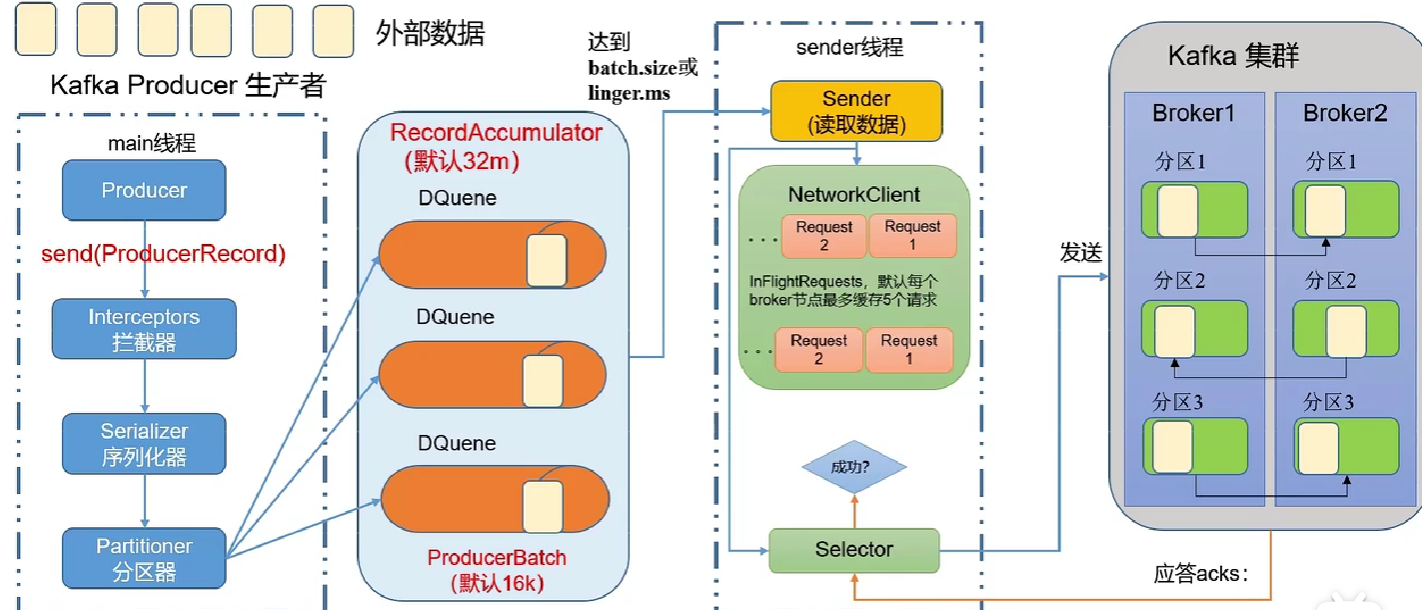 外部数据
Kafka Producer 生产者
main线程
Producer
send(ProducerRecord)
Interceptors
拦截器
Serializer
序列化器
Partitioner
分区器
RecordAccumulator
(默认32m)
DQuene
DQuene
DQuene
ProducerBatch
(默认16k)
达到
batch.size或
linger.ms
sender线程
Sender
(读取数据)
NetworkClient
...
Request
2
Request
1
InFlightRequests，默认每个
broker节点最多缓存5个请求
...
Request
2
Request
1
成功?
Selector
发送
Kafka 集群
Broker1
分区1
分区2
分区3
Broker2
分区1
分区2
分区3
应答acks：